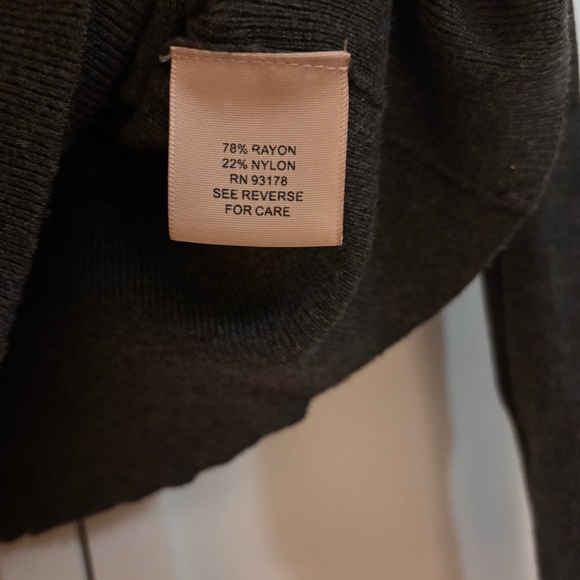 78% RAYON
22% NYLON
RN 93178
SEE REVERSE
FOR CARE